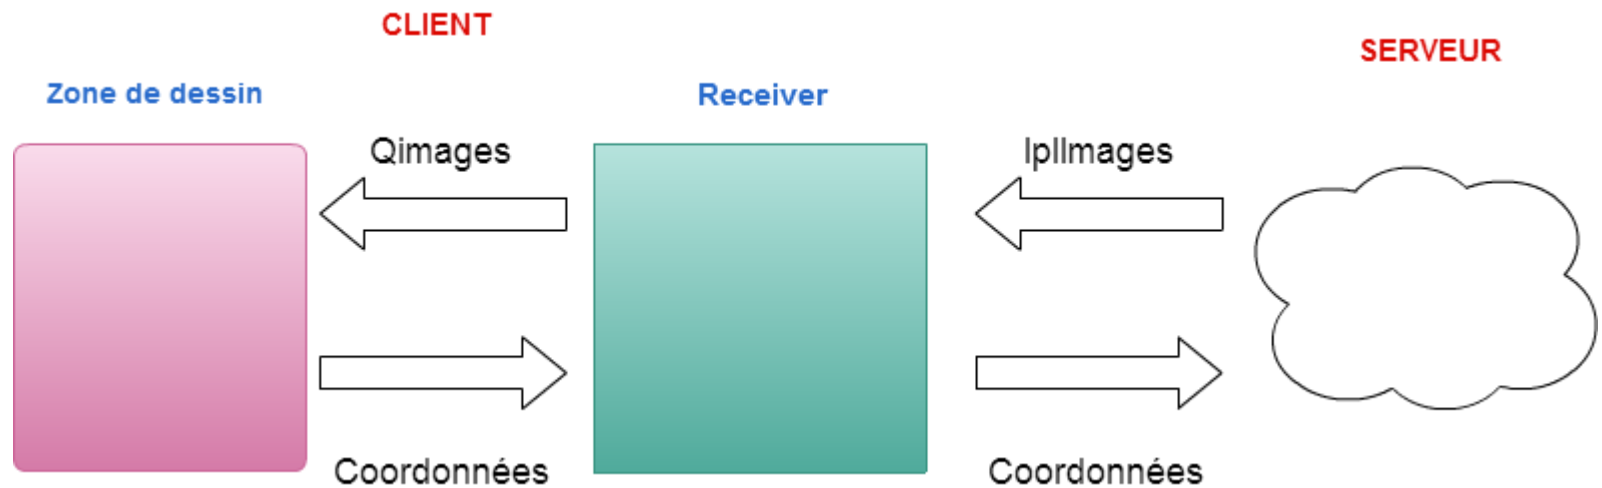 CLIENT
SERVEUR
Zone de dessin
Receiver
Qimages
IplImages
Coordonnées
Coordonnées